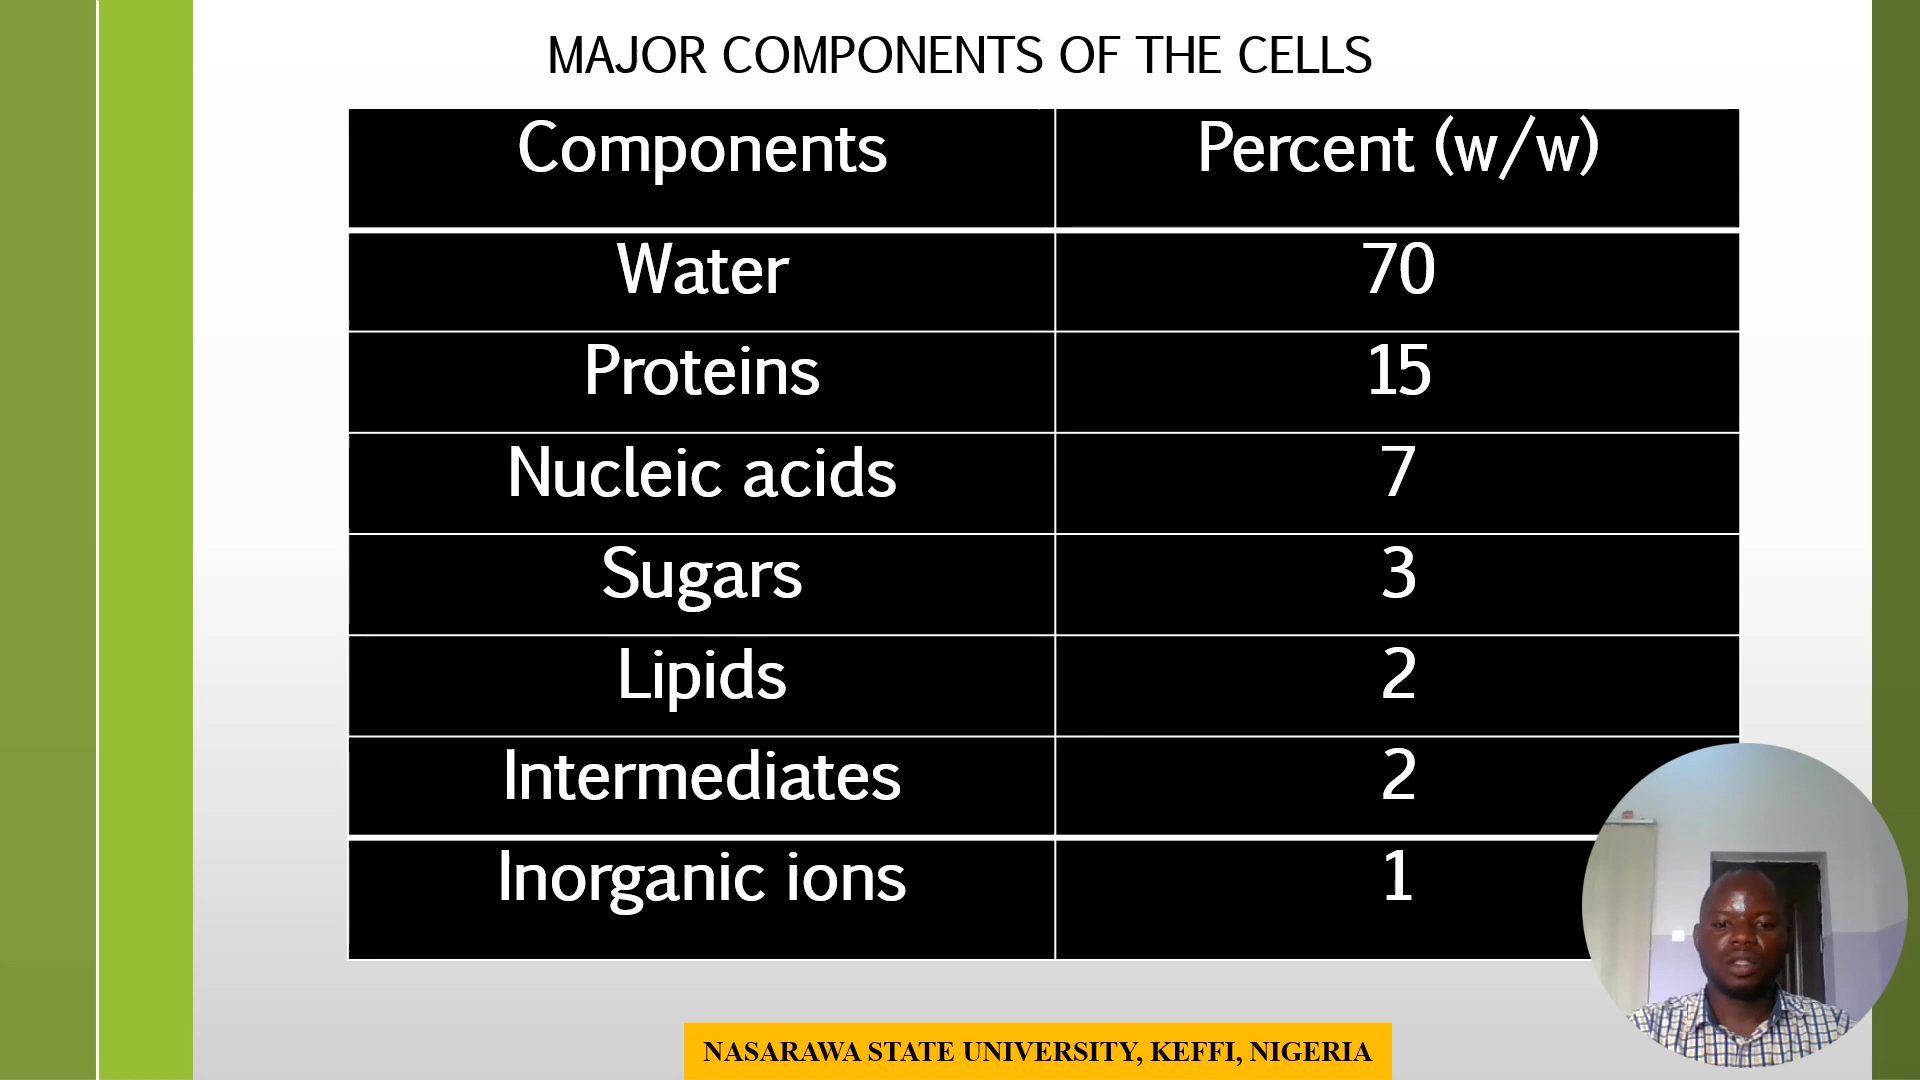 MAJOR COMPONENTS OF THE CELLS
Components Percent (w/w)
Water 70
Proteins 15
Nucleic acids 7
Sugars 3
Lipids 2
Intermediates 2
Inorganic ions 1
NASARAWA STATE UNIVERSITY, KEFFI, NIGERIA